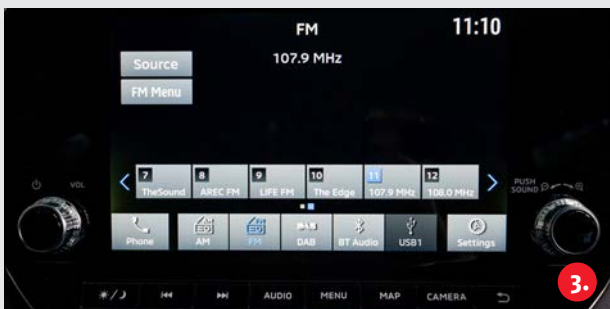 FM
11:10
107.9 MHz
Source
FM Menu
7 TheSound
8 AREC FM
9 LIFE FM
10 The Edge
11 107.9 MHz
12 108.0 MHz
VOL
PUSH
SOUND
Phone
AM
FM
DAB
BT Audio
USB1
Settings
AUDIO
MENU
MAP
CAMERA
3.